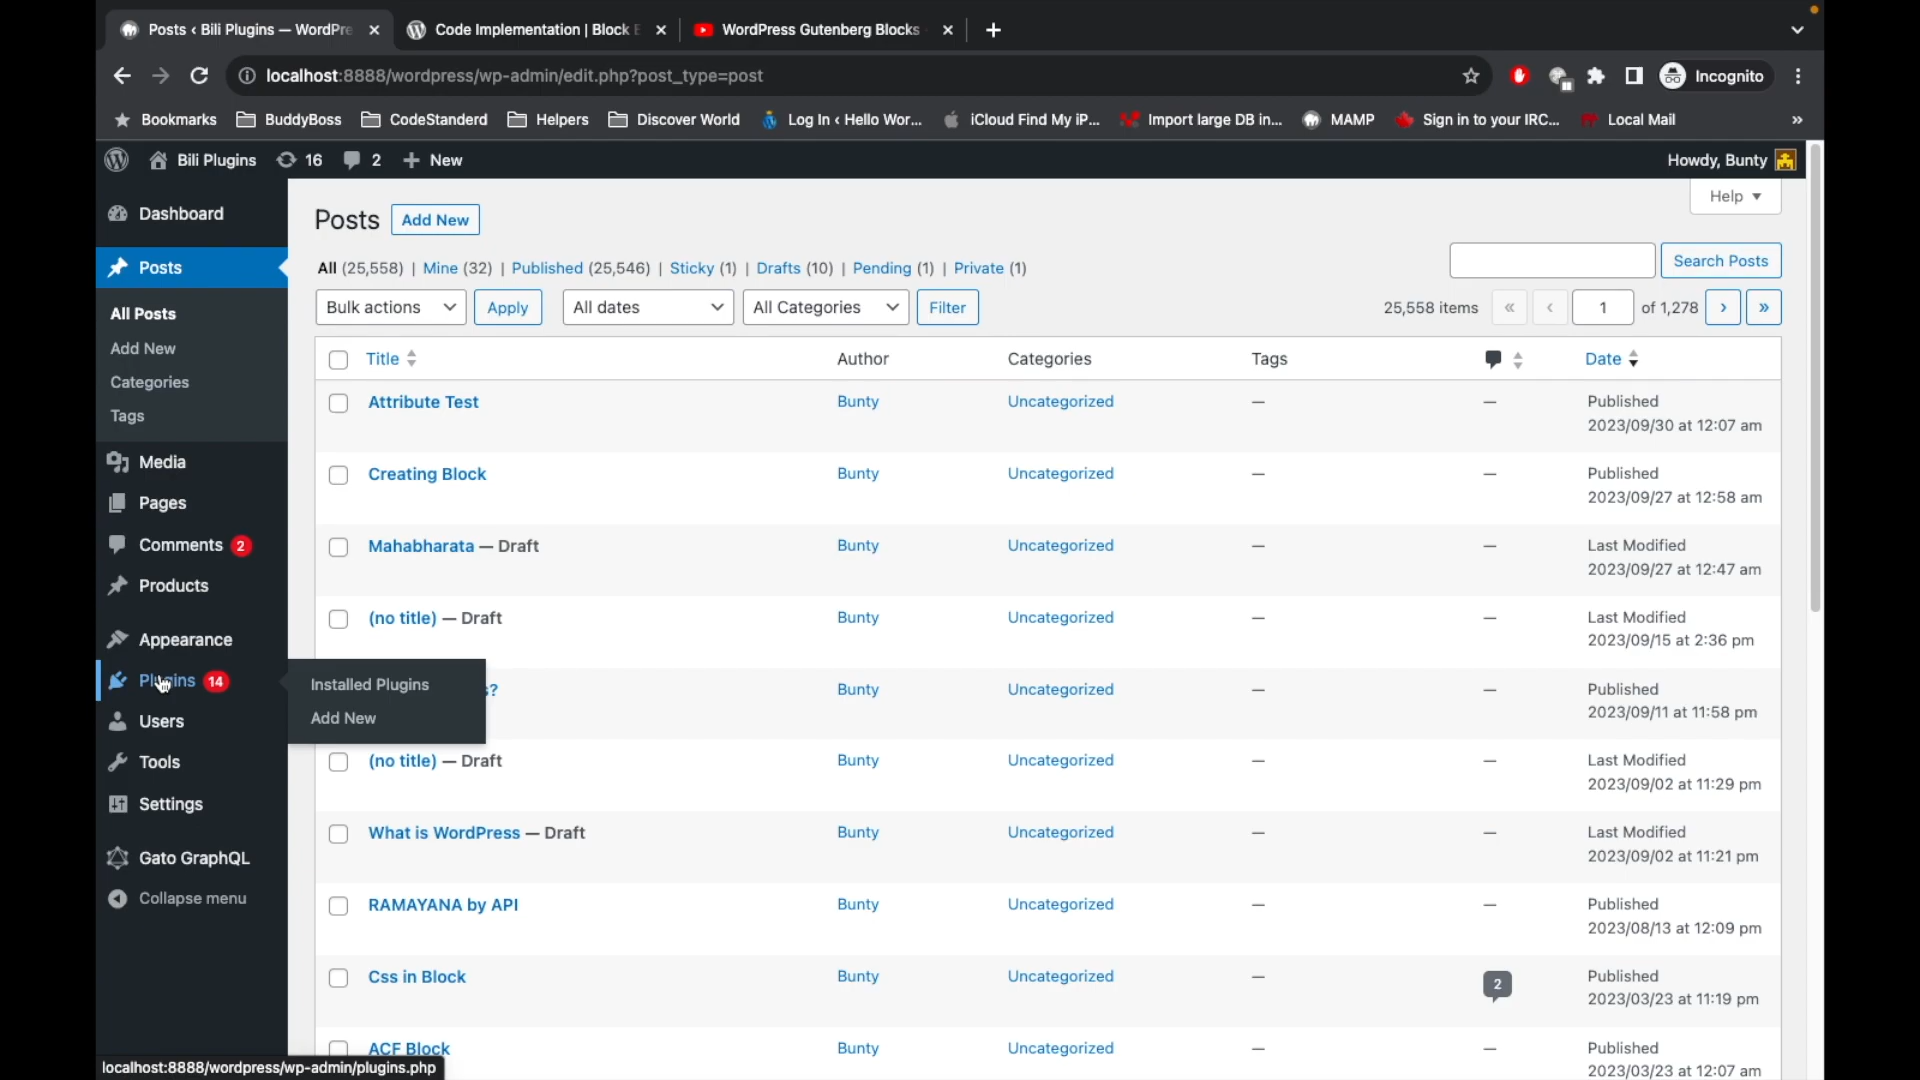 Posts ‹ Bili Plugins — WordPre
Code Implementation | Block E
WordPress Gutenberg Blocks
localhost:8888/wordpress/wp-admin/edit.php?post_type=post
Incognito
Bookmarks
BuddyBoss
CodeStanderd
Helpers
Discover World
Log In ‹ Hello Wor...
iCloud Find My iP...
Import large DB in...
MAMP
Sign in to your IRC...
Local Mail
»
Bili Plugins
16
2
New
Howdy, Bunty
Dashboard
Posts
All Posts
Add New
Categories
Tags
Media
Pages
Comments 2
Products
Appearance
Plugins 14
Users
Tools
Settings
Gato GraphQL
Collapse menu
Installed Plugins
Add New
Help
Posts Add New
All (25,558) | Mine (32) | Published (25,546) | Sticky (1) | Drafts (10) | Pending (1) | Private (1)
Search Posts
Bulk actions Apply All dates All Categories Filter
25,558 items « ‹ 1 of 1,278 › »
Title Author Categories Tags Date
Attribute Test Bunty Uncategorized — — Published
2023/09/30 at 12:07 am
Creating Block Bunty Uncategorized — — Published
2023/09/27 at 12:58 am
Mahabharata — Draft Bunty Uncategorized — — Last Modified
2023/09/27 at 12:47 am
(no title) — Draft Bunty Uncategorized — — Last Modified
2023/09/15 at 2:36 pm
s? Bunty Uncategorized — — Published
2023/09/11 at 11:58 pm
(no title) — Draft Bunty Uncategorized — — Last Modified
2023/09/02 at 11:29 pm
What is WordPress — Draft Bunty Uncategorized — — Last Modified
2023/09/02 at 11:21 pm
RAMAYANA by API Bunty Uncategorized — — Published
2023/08/13 at 12:09 pm
Css in Block Bunty Uncategorized — 2 Published
2023/03/23 at 11:19 pm
ACF Block Bunty Uncategorized — — Published
2023/03/23 at 12:07 am
localhost:8888/wordpress/wp-admin/plugins.php